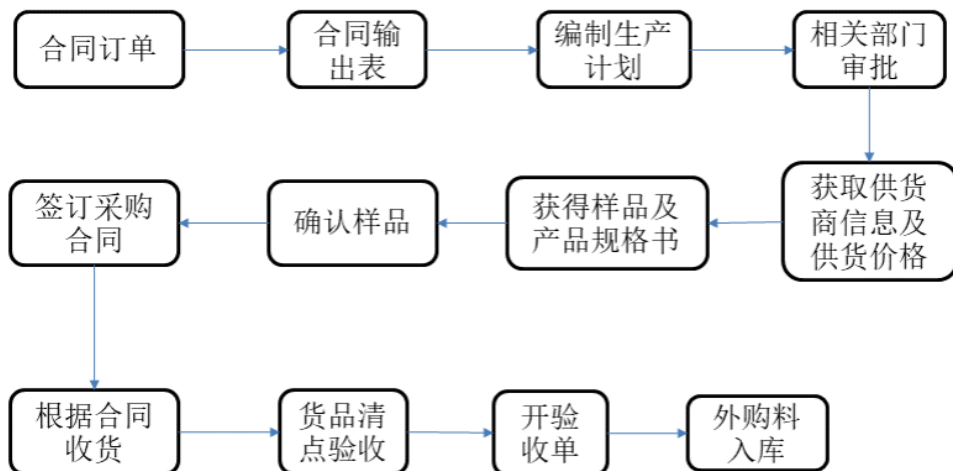 合同订单
合同输
出表
编制生产
计划
相关部门
审批
获取供货
商信息及
供货价格
获得样品及
产品规格书
确认样品
签订采购
合同
根据合同
收货
货品清
点验收
开验
收单
外购料
入库